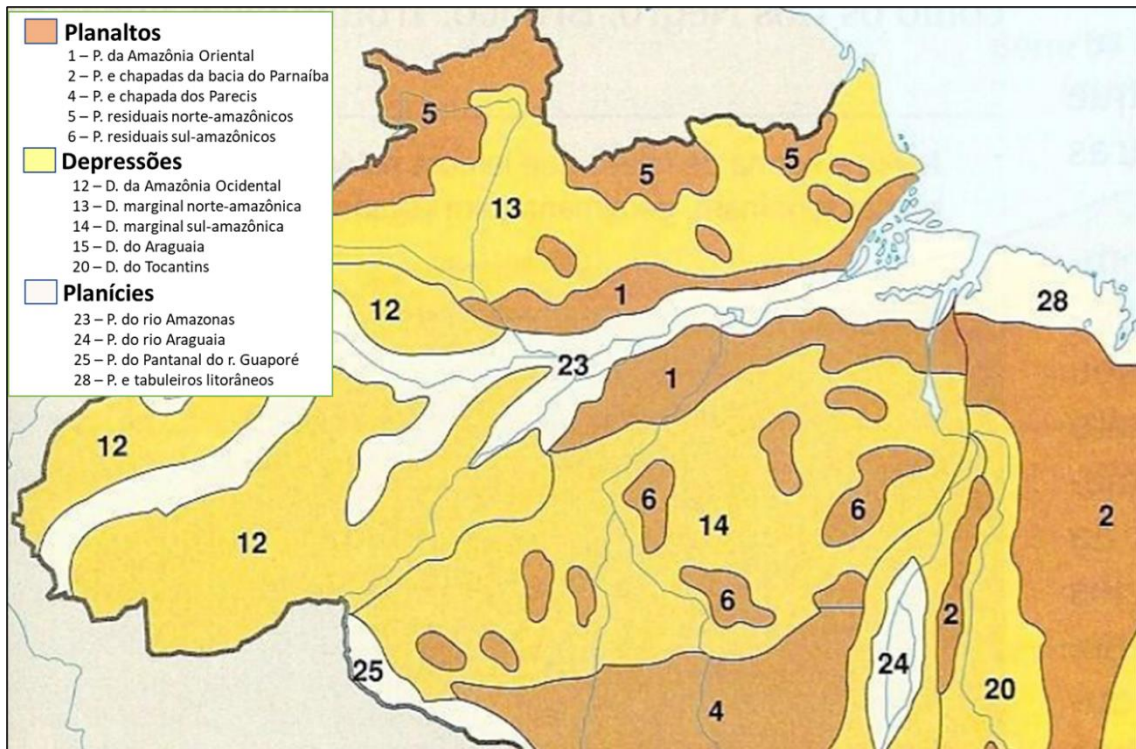 Planaltos
1 – P. da Amazônia Oriental
2 – P. e chapadas da bacia do Parnaíba
4 – P. e chapada dos Parecis
5 – P. residuais norte-amazônicos
6 – P. residuais sul-amazônicos
Depressões
12 – D. da Amazônia Ocidental
13 – D. marginal norte-amazônica
14 – D. marginal sul-amazônica
15 – D. do Araguaia
20 – D. do Tocantins
Planícies
23 – P. do rio Amazonas
24 – P. do rio Araguaia
25 – P. do Pantanal do r. Guaporé
28 – P. e tabuleiros litorâneos
5
5
5
13
1
12
28
23
1
12
6
6
14
2
12
6
2
25
24
20
4